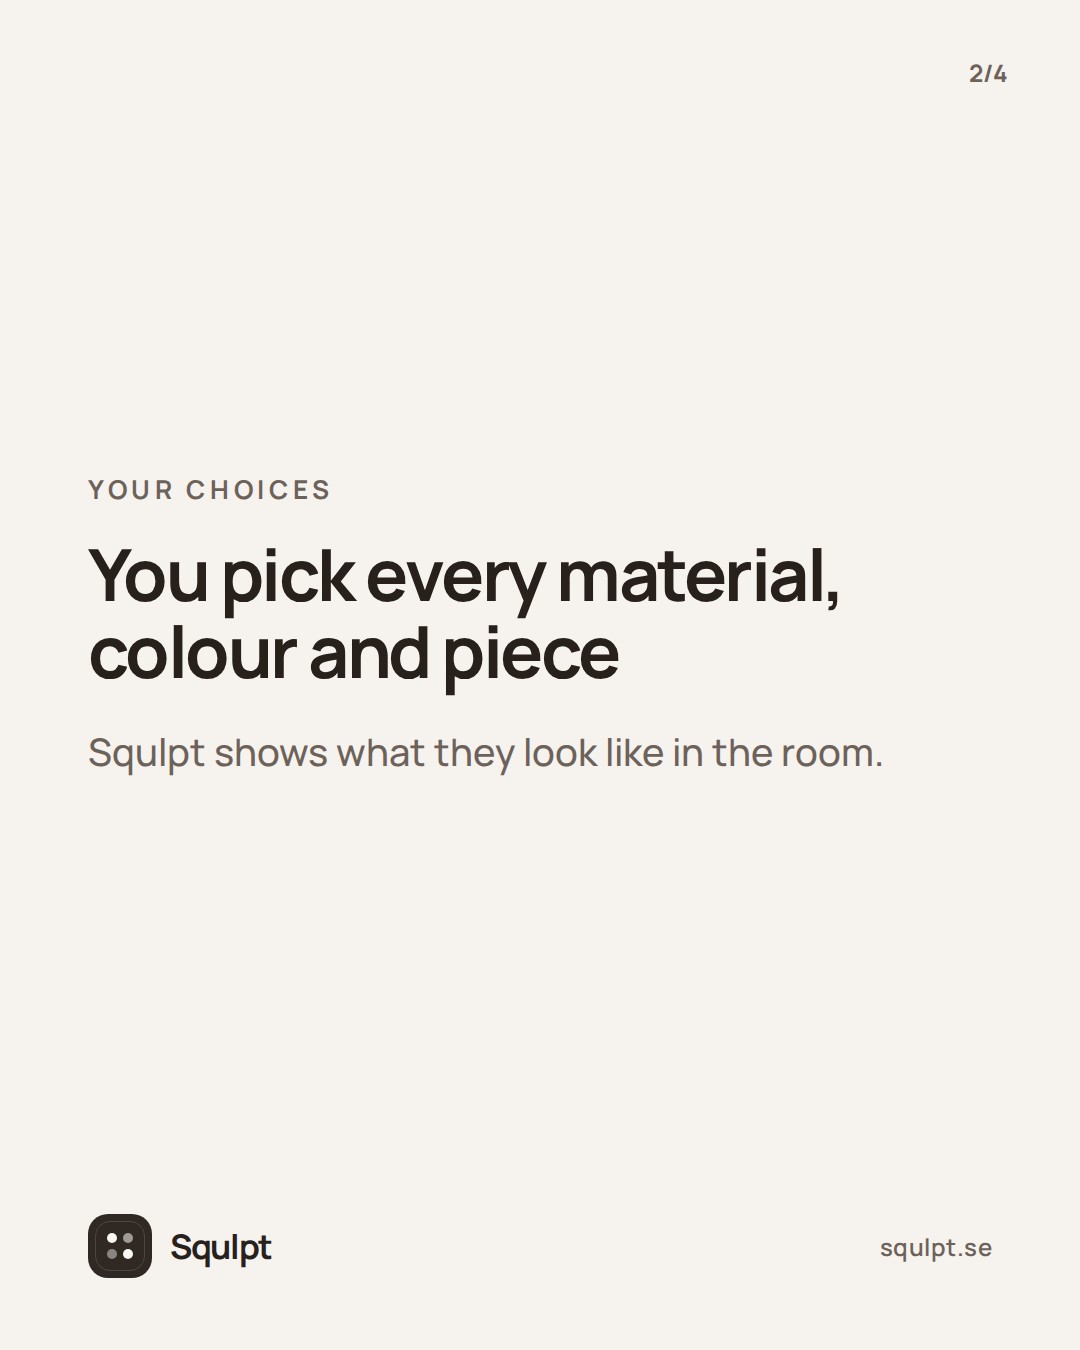 2/4
YOUR CHOICES
You pick every material,
colour and piece
Squlpt shows what they look like in the room.
Squlpt
squlpt.se